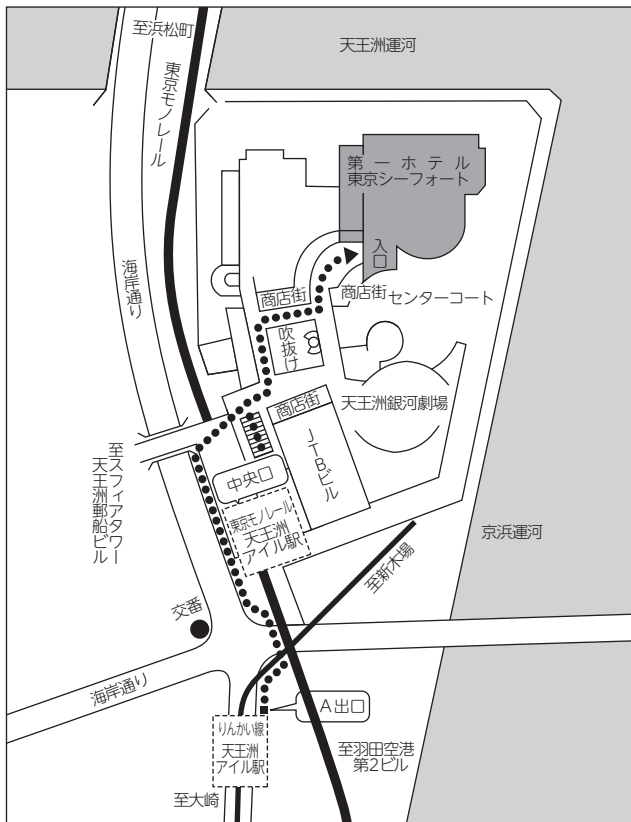 至浜松町
天王洲運河
東京モノレール
第一ホテル
東京シーフォート
入口
海岸通り
商店街
商店街
センターコート
吹抜け
商店街
天王洲銀河劇場
JTBビル
至スフィアタワー
天王洲郵船ビル
中央口
東京モノレール
天王洲
アイル駅
京浜運河
至新木場
交番
海岸通り
A出口
りんかい線
天王洲
アイル駅
至羽田空港
第2ビル
至大崎